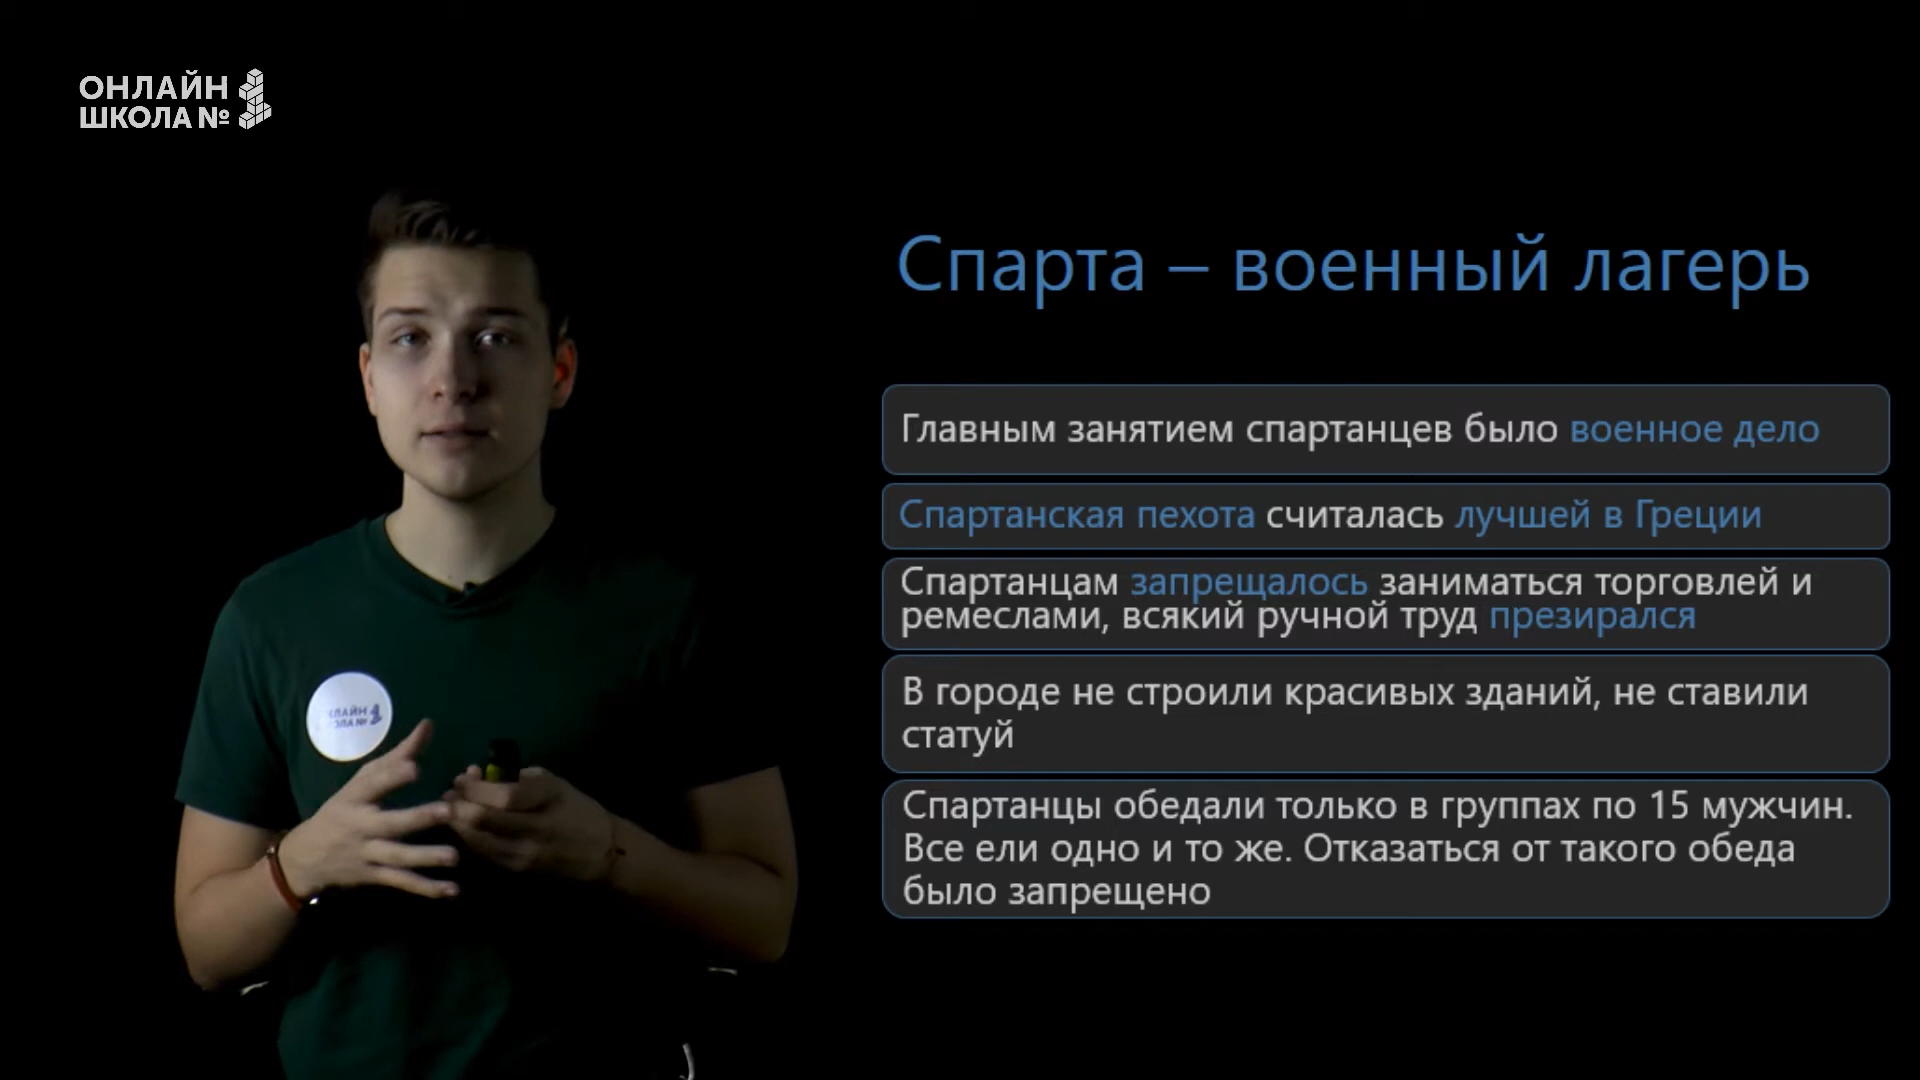 ОНЛАЙН
ШКОЛА №
Спарта – военный лагерь
Главным занятием спартанцев было военное дело
Спартанская пехота считалась лучшей в Греции
Спартанцам запрещалось заниматься торговлей и
ремеслами, всякий ручной труд презирался
В городе не строили красивых зданий, не ставили
статуй
Спартанцы обедали только в группах по 15 мужчин.
Все ели одно и то же. Отказаться от такого обеда
было запрещено